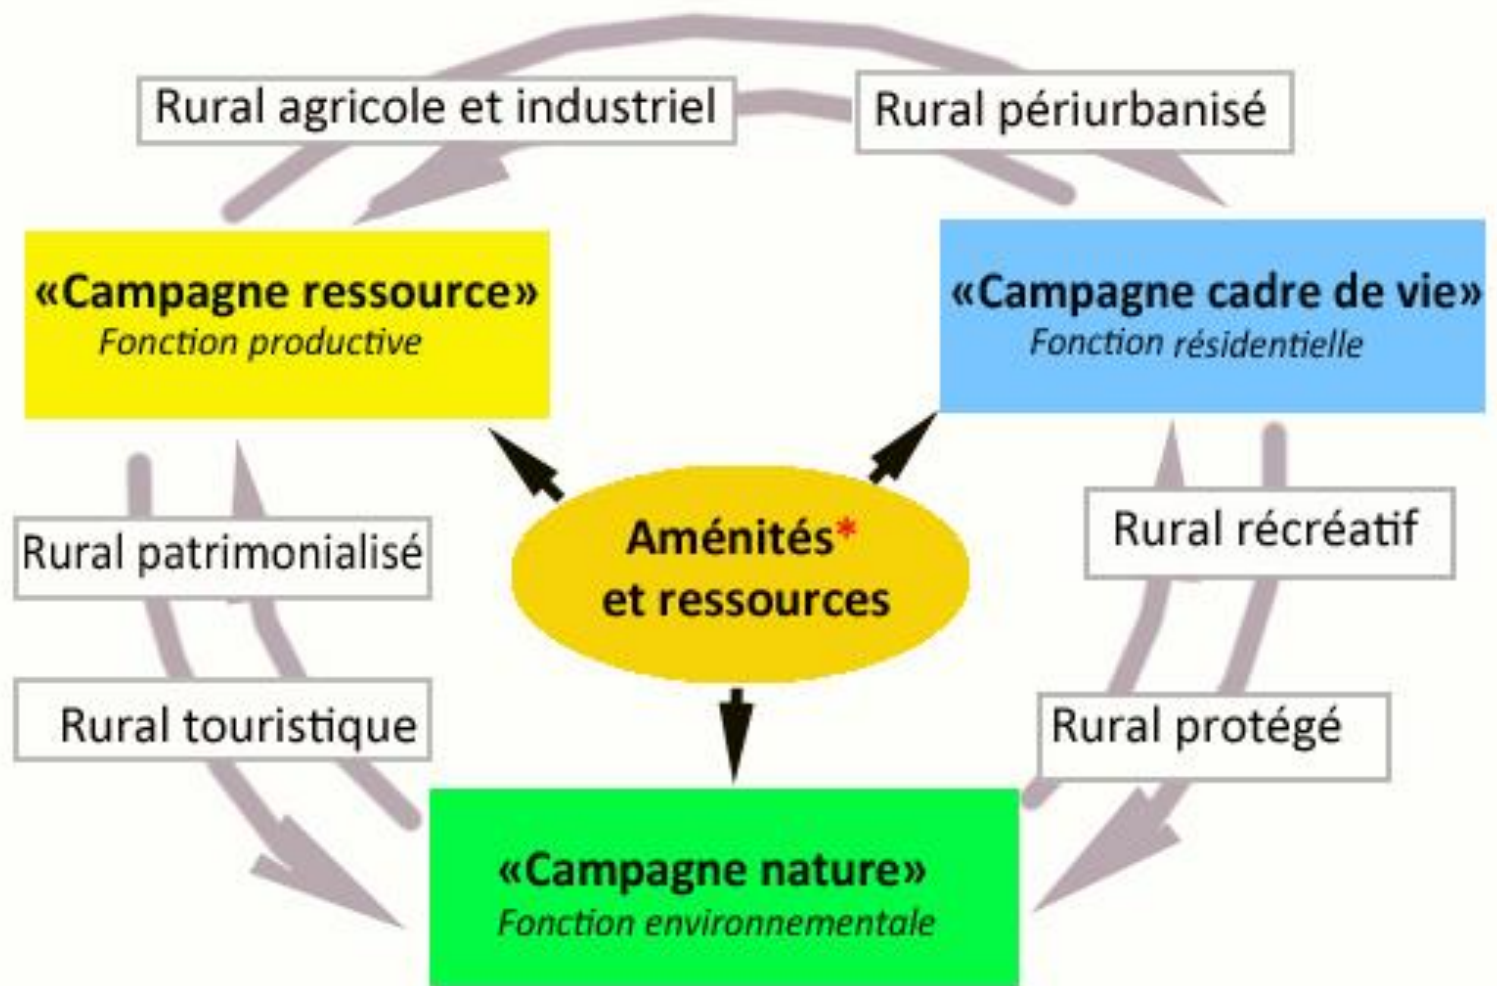 Rural agricole et industriel
Rural périurbanisé
«Campagne ressource»
Fonction productive
«Campagne cadre de vie»
Fonction résidentielle
Aménités*
et ressources
Rural patrimonialisé
Rural récréatif
Rural touristique
Rural protégé
«Campagne nature»
Fonction environnementale